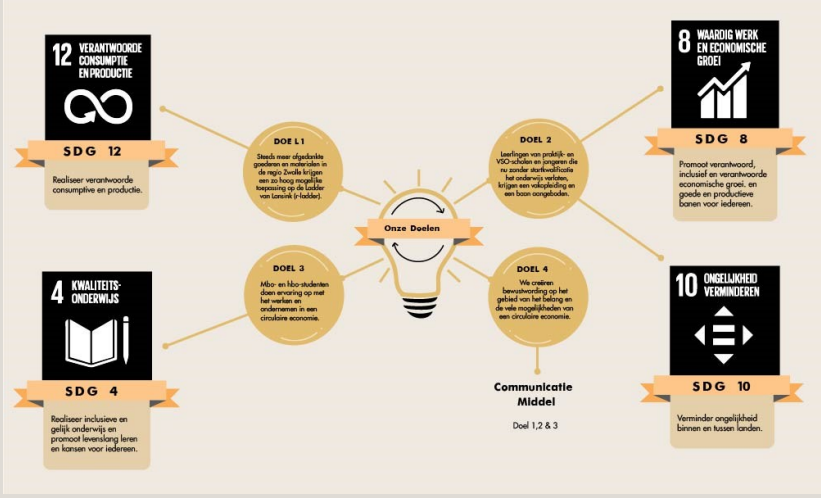 12 VERANTWOORDE
CONSUMPTIE
EN PRODUCTIE
SDG 12
Realiseer verantwoorde
consumptive en productie.
DOEL 1
Steeds meer afgedankte
goederen en materialen in
de regio Zwolle krijgen
een zo hoog mogelijke
toepassing op de Ladder
van Lansink (r-ladder).
DOEL 2
Leerlingen van praktijk- en
VSO-scholen en jongeren die
nu zonder startkwalificatie
het onderwijs verlaten,
krijgen een vakopleiding en
een baan aangeboden.
8 WAARDIG WERK
EN ECONOMISCHE
GROEI
SDG 8
Promoot verantwoord,
inclusief en verantwoorde
economische groei, en
goede en productieve
banen voor iedereen.
Onze Doelen
4 KWALITEITS-
ONDERWIJS
SDG 4
Realiseer inclusieve en
gelijk onderwijs en
promoot levenslang leren
en kansen voor iedereen.
DOEL 3
Mbo- en hbo-studenten
doen ervaring op met
het werken en
ondernemen in een
circulaire economie.
DOEL 4
We creëren
bewustwording op het
gebied van het belang en
de vele mogelijkheden van
een circulaire economie.
Communicatie
Middel
Doel 1,2 & 3
10 ONGELIJKHEID
VERMINDEREN
SDG 10
Verminder ongelijkheid
binnen en tussen landen.